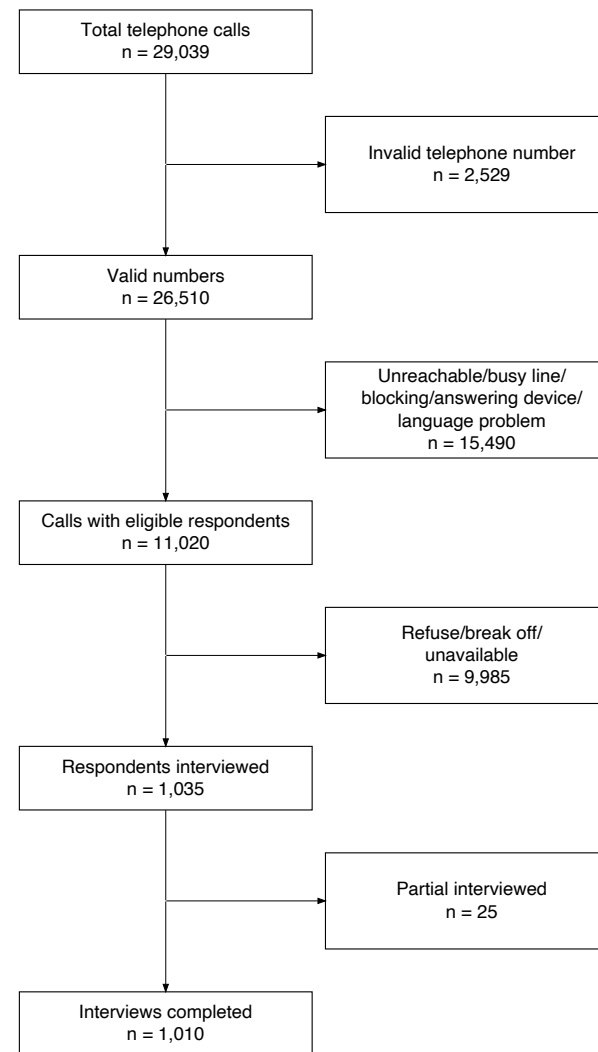 Total telephone calls
n = 29,039
Invalid telephone number
n = 2,529
Valid numbers
n = 26,510
Unreachable/busy line/
blocking/answering device/
language problem
n = 15,490
Calls with eligible respondents
n = 11,020
Refuse/break off/
unavailable
n = 9,985
Respondents interviewed
n = 1,035
Partial interviewed
n = 25
Interviews completed
n = 1,010